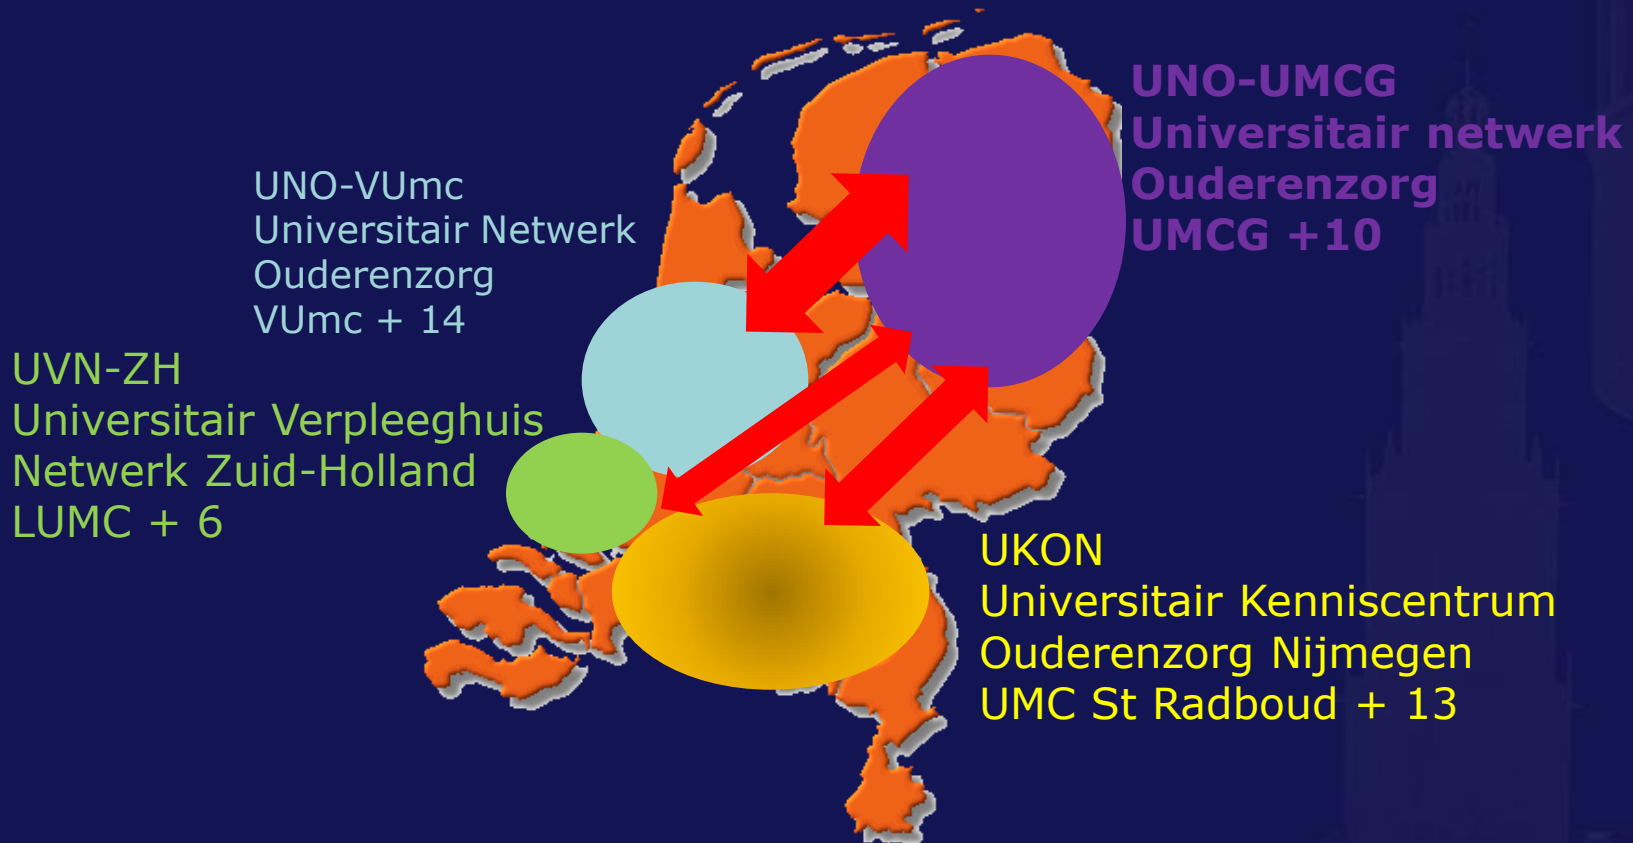 UNO-UMCG
Universitair netwerk
Ouderenzorg
UMCG +10
UNO-VUmc
Universitair Netwerk
Ouderenzorg
VUmc + 14
UVN-ZH
Universitair Verpleeghuis
Netwerk Zuid-Holland
LUMC + 6
UKON
Universitair Kenniscentrum
Ouderenzorg Nijmegen
UMC St Radboud + 13